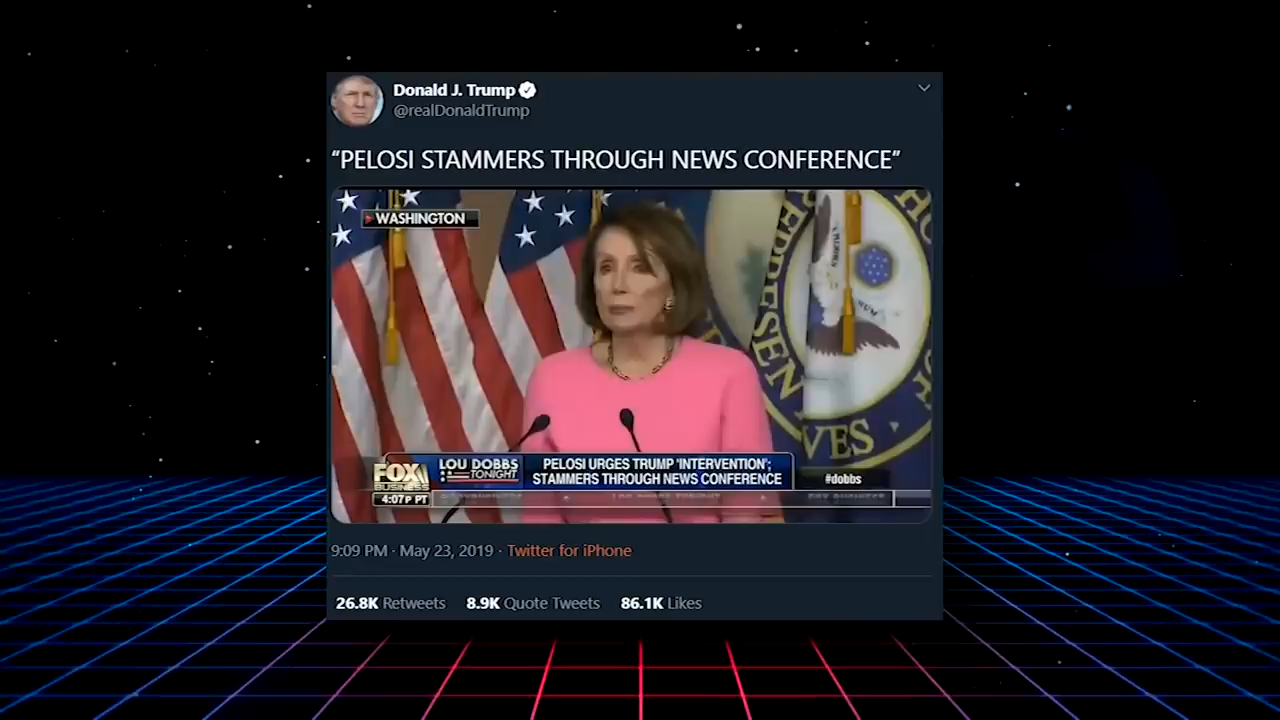 Donald J. Trump
@realDonaldTrump
“PELOSI STAMMERS THROUGH NEWS CONFERENCE”
WASHINGTON
FOX
BUSINESS
LOU DOBBS
TONIGHT
PELOSI URGES TRUMP 'INTERVENTION';
STAMMERS THROUGH NEWS CONFERENCE
#dobbs
4:07P PT
VES
9:09 PM · May 23, 2019 · Twitter for iPhone
26.8K Retweets 8.9K Quote Tweets 86.1K Likes